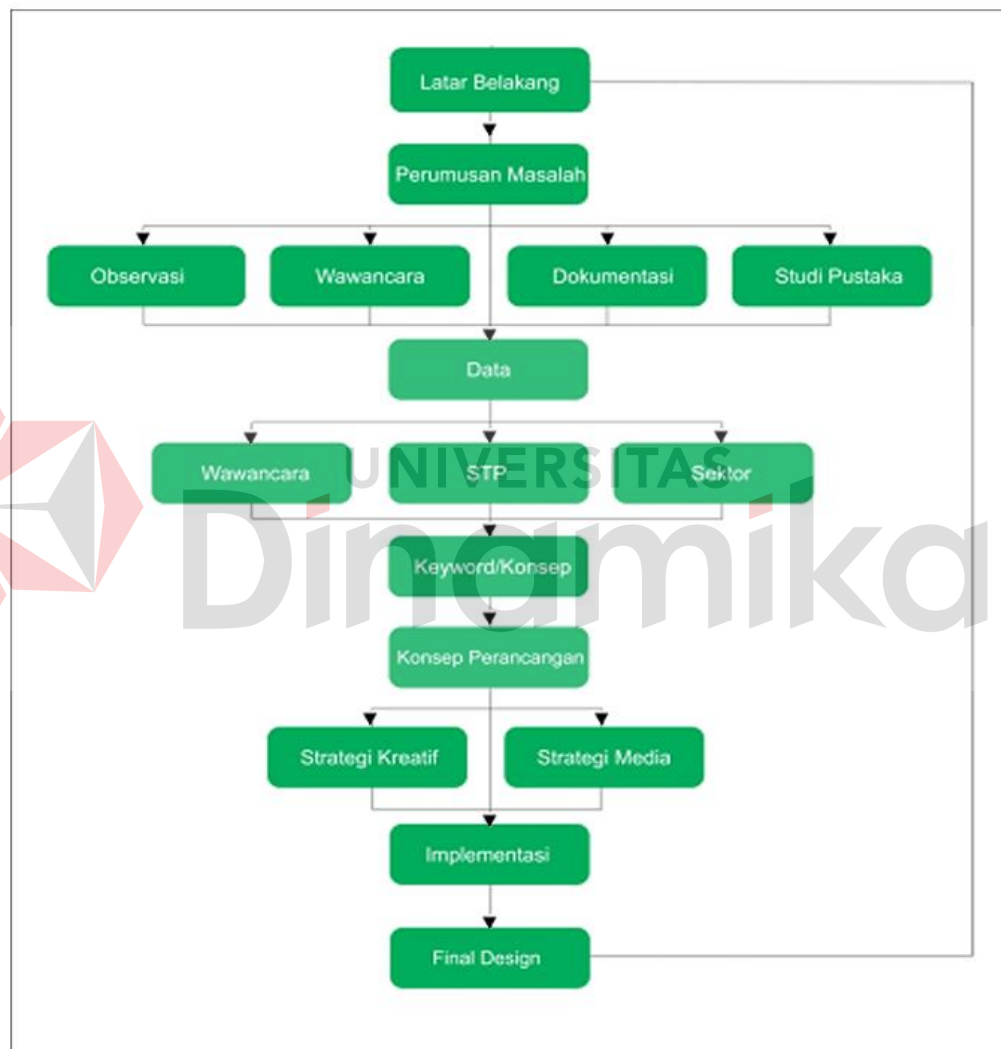 Latar Belakang
Perumusan Masalah
Observasi
Wawancara
Dokumentasi
Studi Pustaka
Data
Wawancara
STP
Sektor
UNIVERSITAS
Dinamika
Keyword/Konsep
Konsep Perancangan
Strategi Kreatif
Strategi Media
Implementasi
Final Design